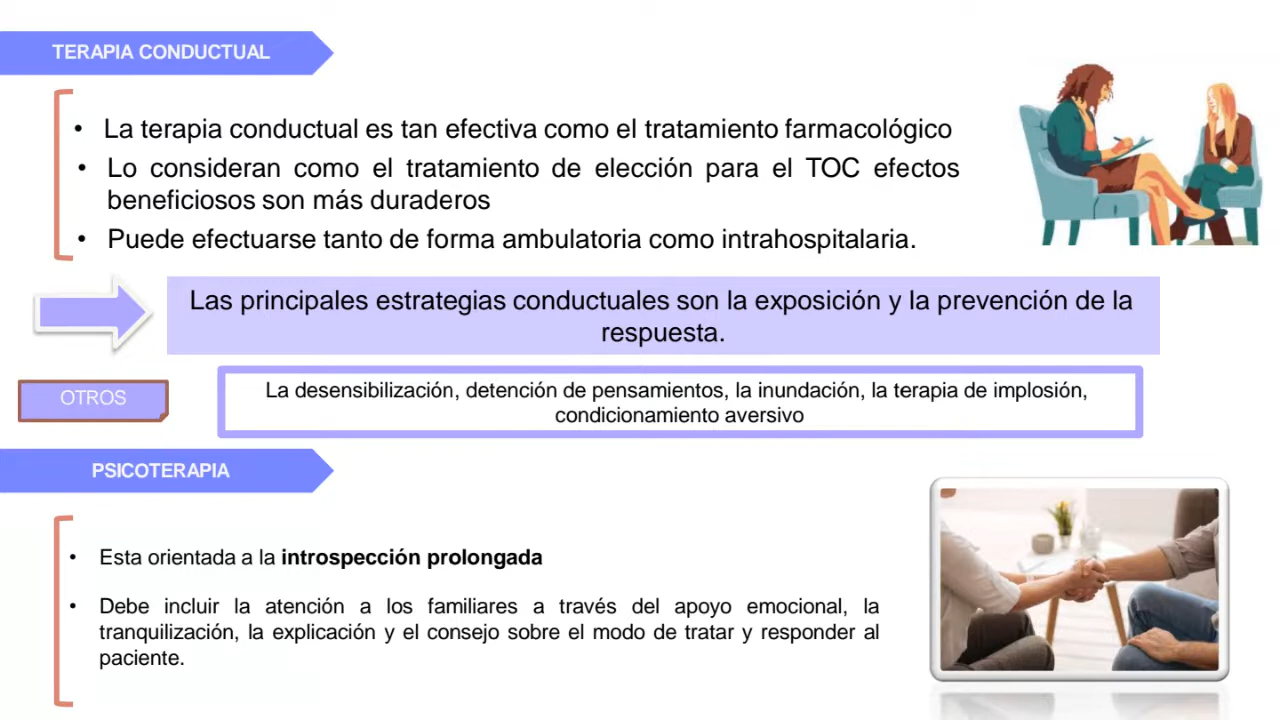 TERAPIA CONDUCTUAL
• La terapia conductual es tan efectiva como el tratamiento farmacológico
• Lo consideran como el tratamiento de elección para el TOC efectos
beneficiosos son más duraderos
• Puede efectuarse tanto de forma ambulatoria como intrahospitalaria.
Las principales estrategias conductuales son la exposición y la prevención de la
respuesta.
OTROS
La desensibilización, detención de pensamientos, la inundación, la terapia de implosión,
condicionamiento aversivo
PSICOTERAPIA
• Esta orientada a la introspección prolongada
• Debe incluir la atención a los familiares a través del apoyo emocional, la
tranquilización, la explicación y el consejo sobre el modo de tratar y responder al
paciente.